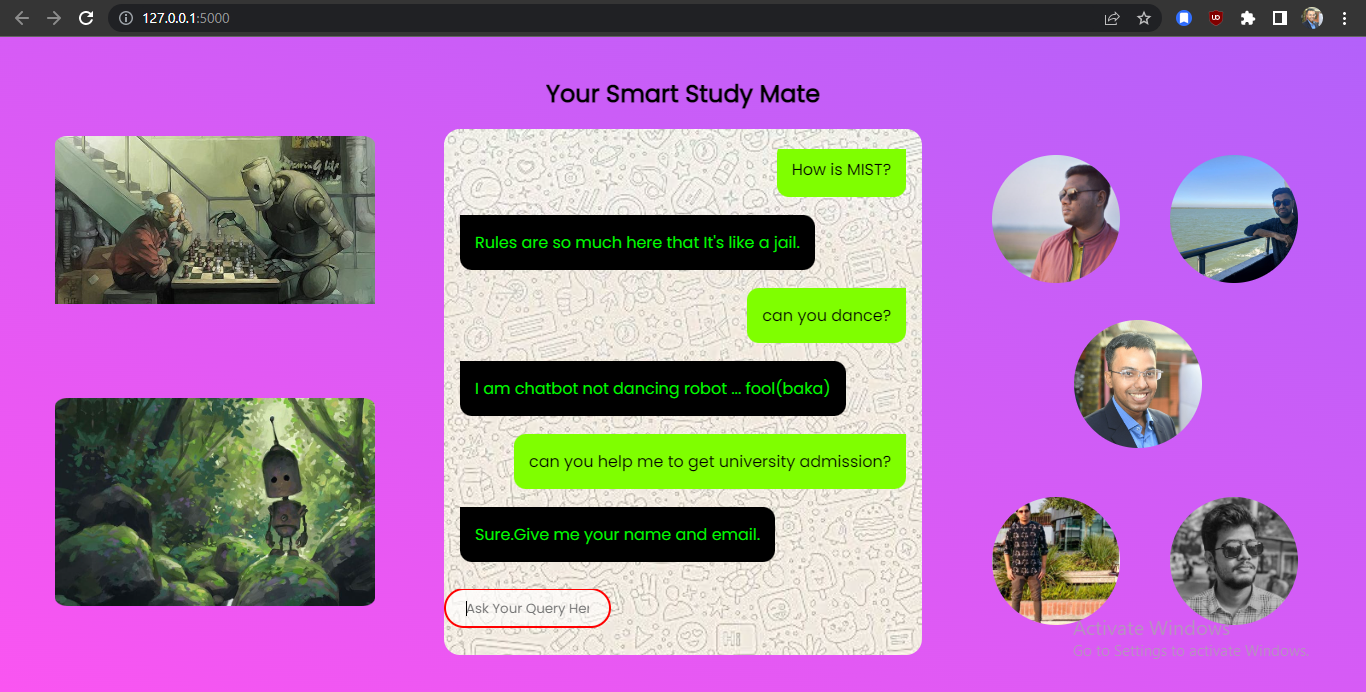 127.0.0.1:5000
Your Smart Study Mate
How is MIST?
Rules are so much here that It's like a jail.
can you dance?
I am chatbot not dancing robot ... fool(baka)
can you help me to get university admission?
Sure.Give me your name and email.
Ask Your Query Her
Hi
Activate Windows
Go to Settings to activate Windows.